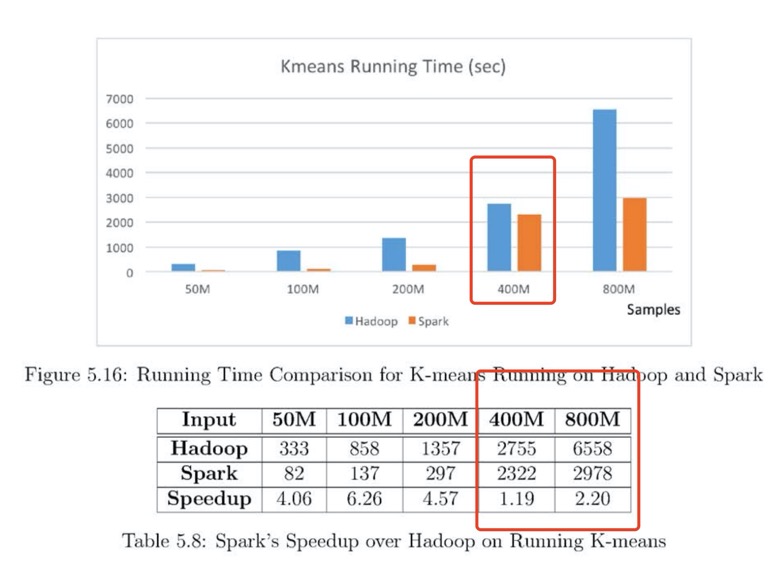 Kmeans Running Time (sec)
7000
6000
5000
4000
3000
2000
1000
0
50M 100M 200M 400M 800M
Samples
Hadoop Spark
Figure 5.16: Running Time Comparison for K-means Running on Hadoop and Spark
Input 50M 100M 200M 400M 800M
Hadoop 333 858 1357 2755 6558
Spark 82 137 297 2322 2978
Speedup 4.06 6.26 4.57 1.19 2.20
Table 5.8: Spark's Speedup over Hadoop on Running K-means